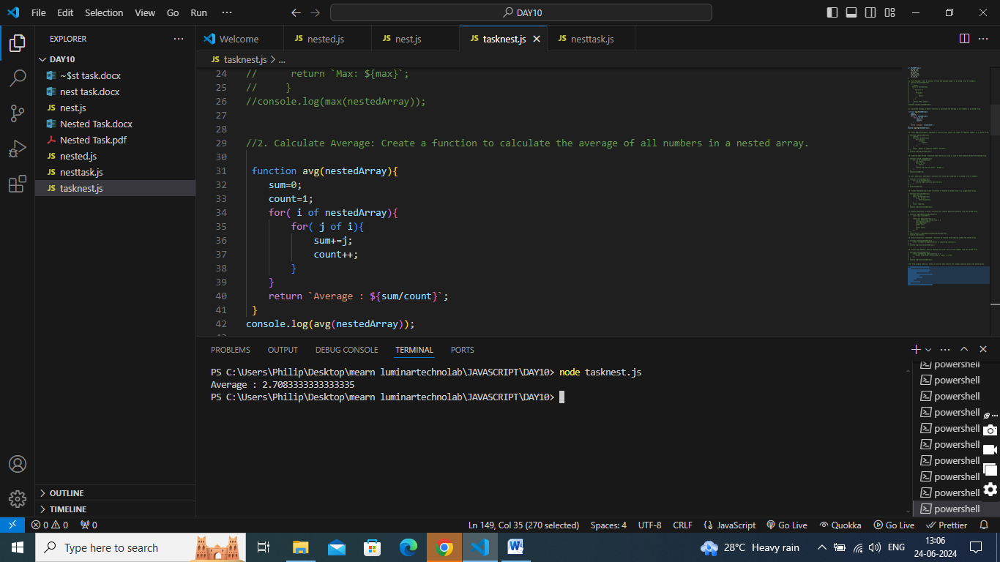 File Edit Selection View Go Run ··· DAY10
EXPLORER ···
Welcome nested.js nest.js tasknest.js nesttask.js
DAY10
JS tasknest.js > ...
~$st task.docx
nest task.docx
JS nest.js
Nested Task.docx
Nested Task.pdf
JS nested.js
JS nesttask.js
JS tasknest.js
24 // return `Max: ${max}`;
25 // }
26 //console.log(max(nestedArray));
27
28
29 //2. Calculate Average: Create a function to calculate the average of all numbers in a nested array.
30
31 function avg(nestedArray){
32 sum=0;
33 count=1;
34 for( i of nestedArray){
35 for( j of i){
36 sum+=j;
37 count++;
38 }
39 }
40 return `Average : ${sum/count}`;
41 }
42 console.log(avg(nestedArray));
PROBLEMS OUTPUT DEBUG CONSOLE TERMINAL PORTS
PS C:\Users\Philip\Desktop\mearn luminartechnolab\JAVASCRIPT\DAY10> node tasknest.js
Average : 2.7083333333333335
PS C:\Users\Philip\Desktop\mearn luminartechnolab\JAVASCRIPT\DAY10>
powershell
powershell
powershell
powershell
powershell
powershell
powershell
powershell
powershell
powershell
OUTLINE
TIMELINE
0 0 0 Ln 149, Col 35 (270 selected) Spaces: 4 UTF-8 CRLF {} JavaScript Go Live Quokka Go Live Prettier
Type here to search 28°C Heavy rain ENG 13:06
24-06-2024